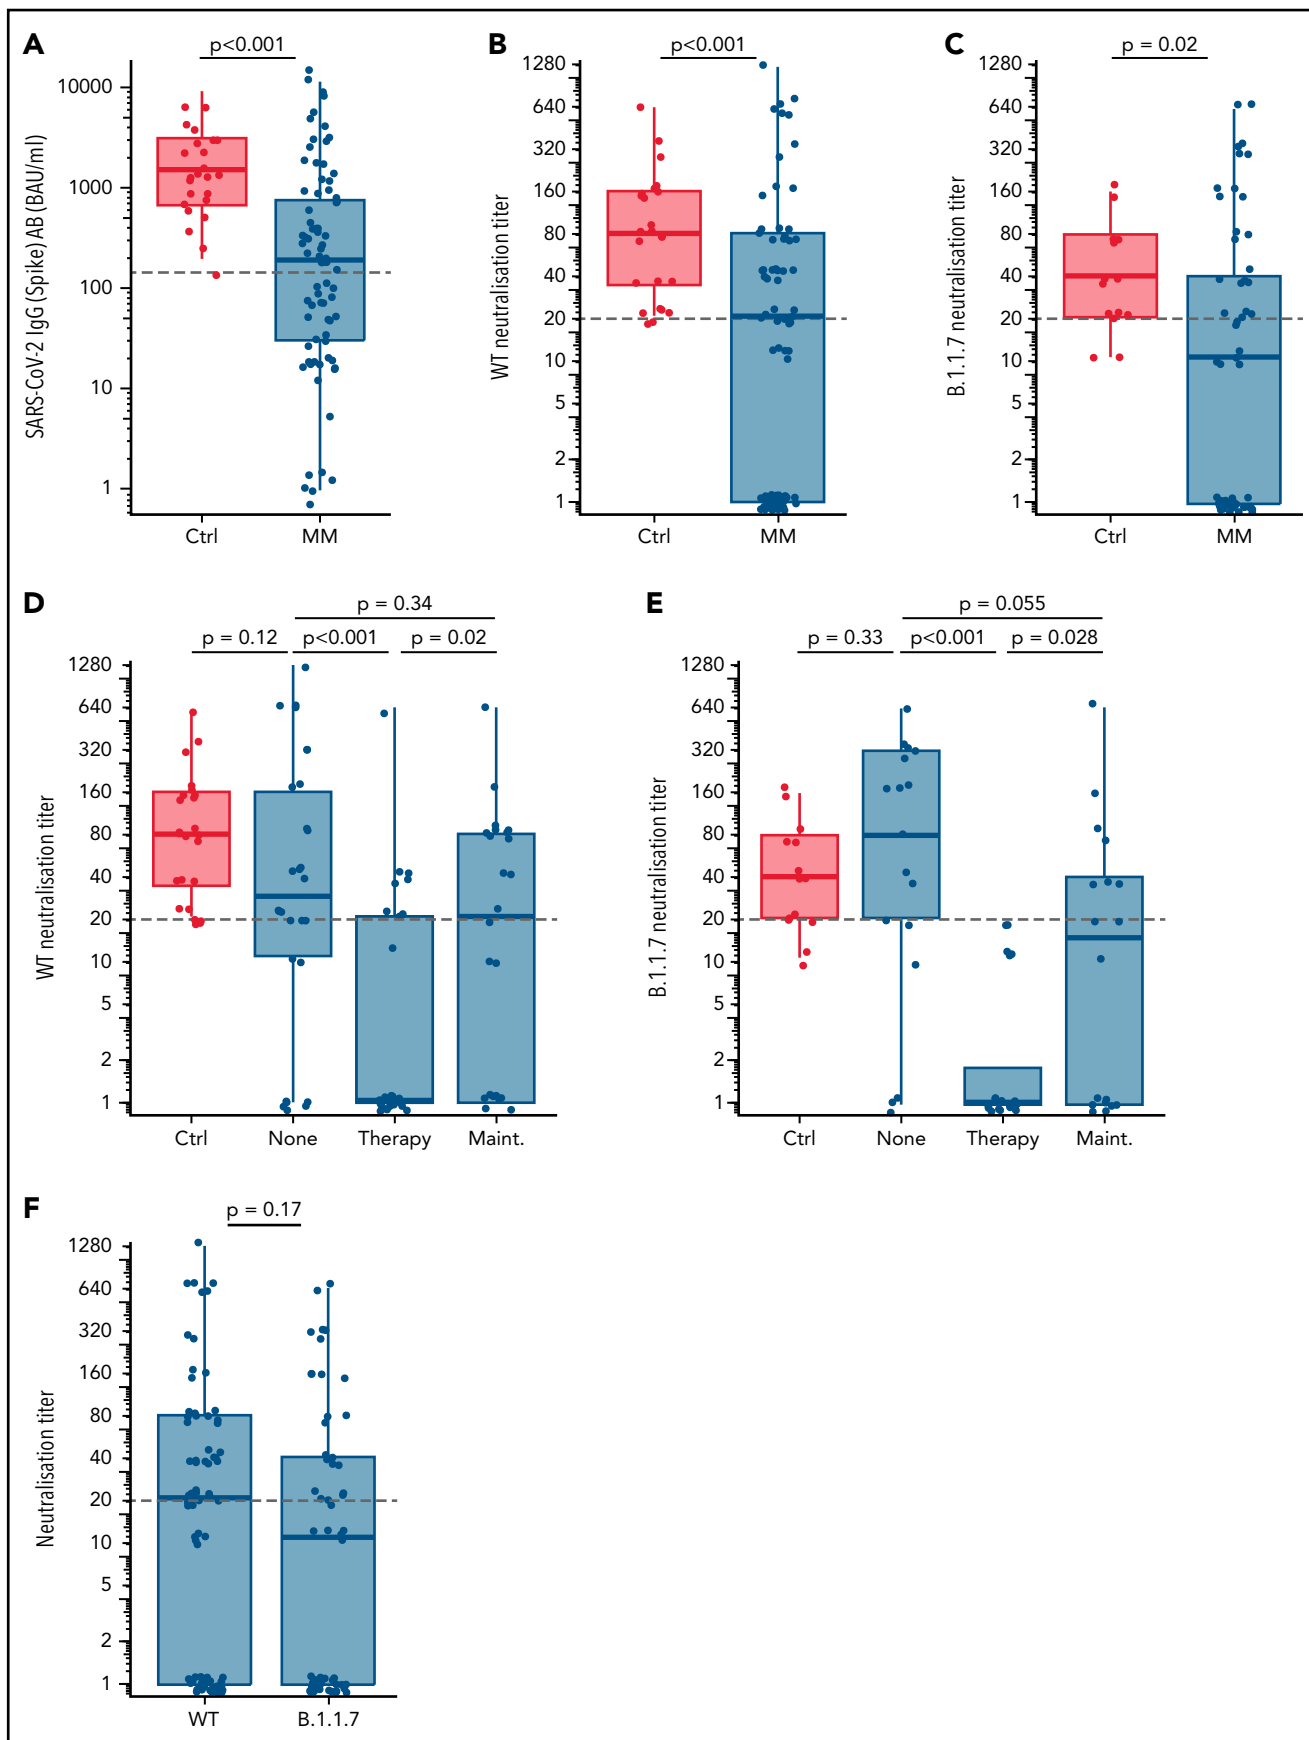 A
p<0.001
SARS-CoV-2 IgG (Spike) AB (BAU/ml)
10000
1000
100
10
1
Ctrl MM
B
p<0.001
WT neutralisation titer
1280
640
320
160
80
40
20
10
5
2
1
Ctrl MM
C
p = 0.02
B.1.1.7 neutralisation titer
1280
640
320
160
80
40
20
10
5
2
1
Ctrl MM
D
p = 0.34
p = 0.12 p<0.001 p = 0.02
WT neutralisation titer
1280
640
320
160
80
40
20
10
5
2
1
Ctrl None Therapy Maint.
E
p = 0.055
p = 0.33 p<0.001 p = 0.028
B.1.1.7 neutralisation titer
1280
640
320
160
80
40
20
10
5
2
1
Ctrl None Therapy Maint.
F
p = 0.17
Neutralisation titer
1280
640
320
160
80
40
20
10
5
2
1
WT B.1.1.7